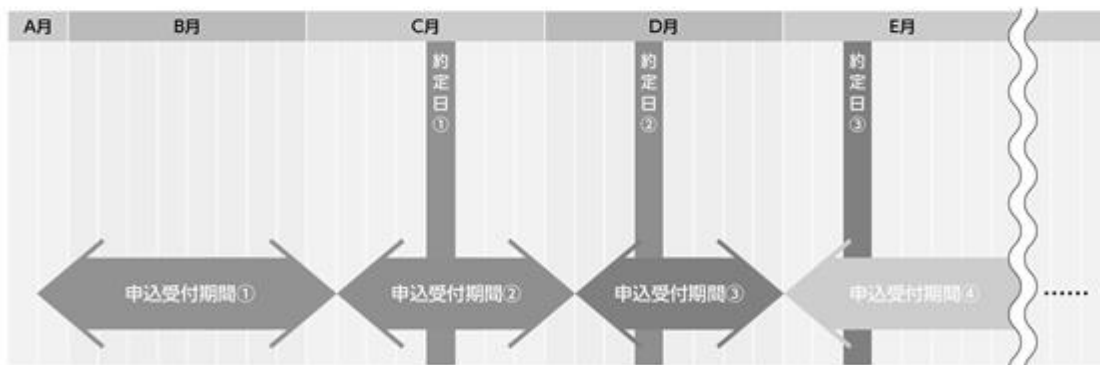 A月 B月 C月 D月 E月
約定日①
約定日②
約定日③
申込受付期間① 申込受付期間② 申込受付期間③ 申込受付期間④ ……